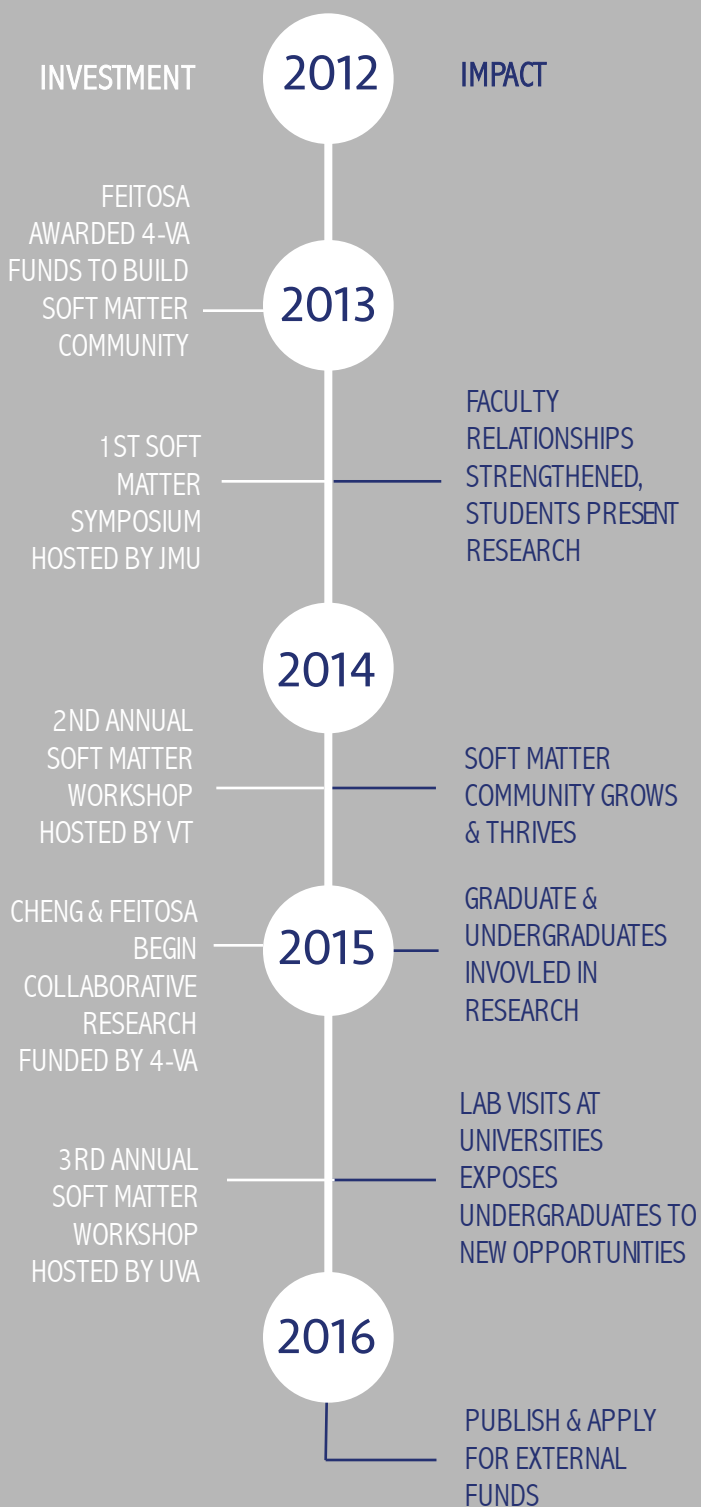 INVESTMENT
2012
IMPACT
FEITOSA
AWARDED 4-VA
FUNDS TO BUILD
SOFT MATTER
COMMUNITY
2013
1ST SOFT
MATTER
SYMPOSIUM
HOSTED BY JMU
FACULTY
RELATIONSHIPS
STRENGTHENED,
STUDENTS PRESENT
RESEARCH
2014
2ND ANNUAL
SOFT MATTER
WORKSHOP
HOSTED BY VT
SOFT MATTER
COMMUNITY GROWS
& THRIVES
CHENG & FEITOSA
BEGIN
COLLABORATIVE
RESEARCH
FUNDED BY 4-VA
2015
GRADUATE &
UNDERGRADUATES
INVOVLED IN
RESEARCH
3RD ANNUAL
SOFT MATTER
WORKSHOP
HOSTED BY UVA
LAB VISITS AT
UNIVERSITIES
EXPOSES
UNDERGRADUATES TO
NEW OPPORTUNITIES
2016
PUBLISH & APPLY
FOR EXTERNAL
FUNDS